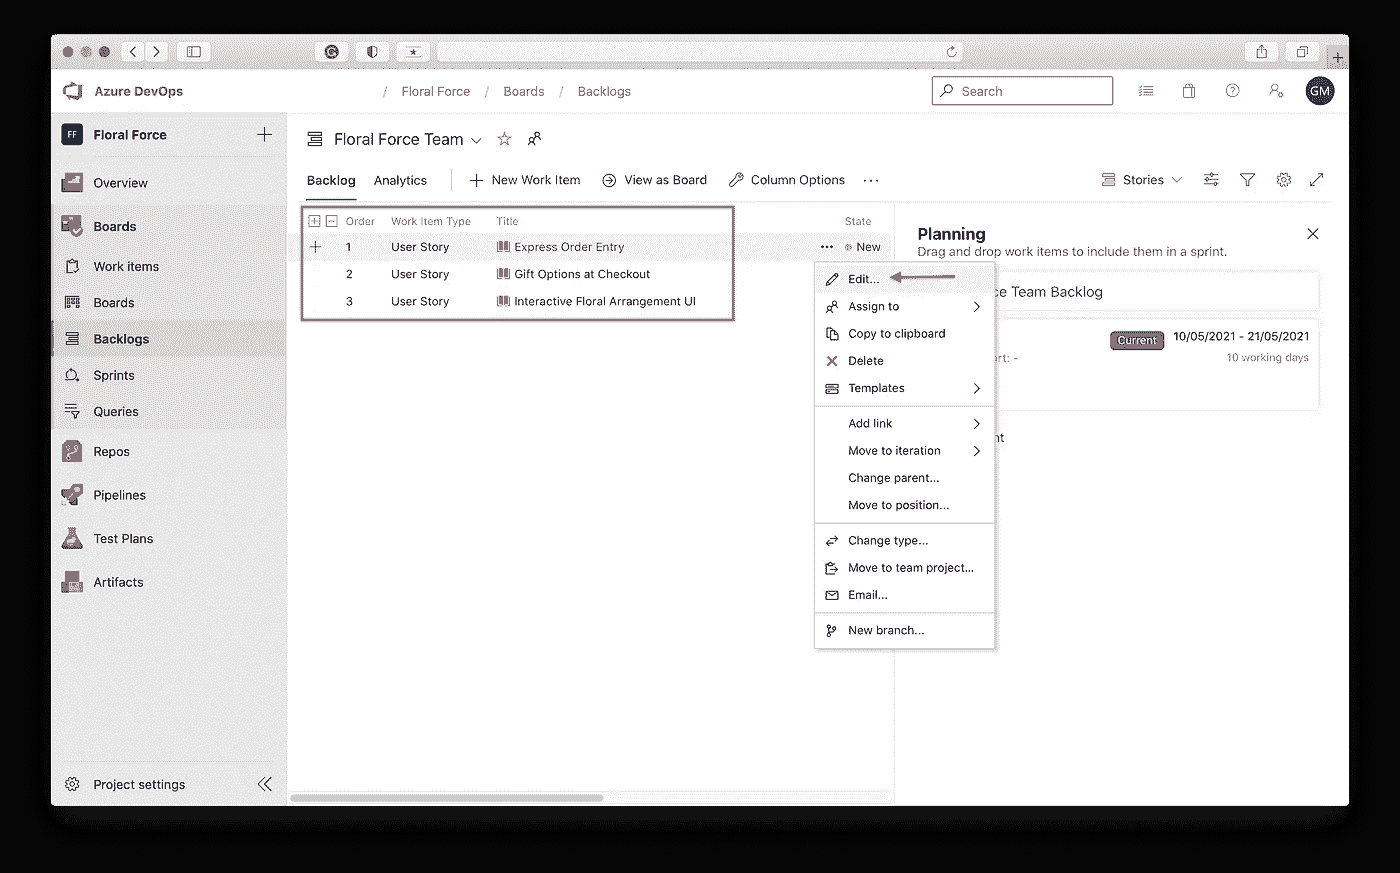 Azure DevOps / Floral Force / Boards / Backlogs Search GM
FF Floral Force
Overview
Boards
Work items
Boards
Backlogs
Sprints
Queries
Repos
Pipelines
Test Plans
Artifacts
Project settings
Floral Force Team
Backlog Analytics New Work Item View as Board Column Options ... Stories
Order Work Item Type Title State
1 User Story Express Order Entry ... New
2 User Story Gift Options at Checkout
3 User Story Interactive Floral Arrangement UI
Edit...
Assign to
Copy to clipboard
Delete
Templates
Add link
Move to iteration
Change parent...
Move to position...
Change type...
Move to team project...
Email...
New branch...
Planning
Drag and drop work items to include them in a sprint.
Team Backlog
Current 10/05/2021 - 21/05/2021
10 working days